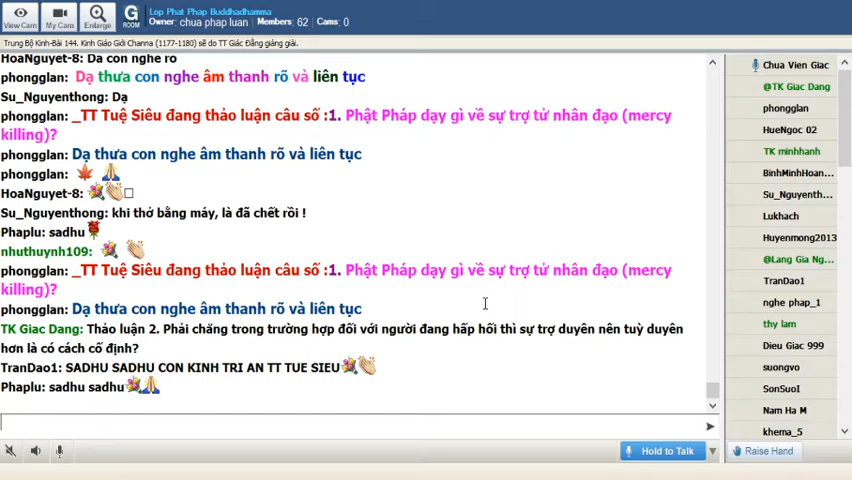 Lop Phat Phap Buddhadhamma
Owner: chua phap luan Members: 62 Cams: 0
View Cam
My Cam
Enlarge
G
ROOM
Trung Bộ Kinh-Bài 144. Kinh Giáo Giới Channa (1177-1180) sẽ do TT Giác Đẳng giảng giải.
HoaNguyet-8: Da con nghe rõ
phongglan: Dạ thưa con nghe âm thanh rõ và liên tục
Su_Nguyenthong: Dạ
phongglan: _TT Tuệ Siêu đang thảo luận câu số :1. Phật Pháp dạy gì về sự trợ tử nhân đạo (mercy
killing)?
phongglan: Dạ thưa con nghe âm thanh rõ và liên tục
phongglan:
HoaNguyet-8:
Su_Nguyenthong: khi thở bằng máy, là đã chết rồi !
Phaplu: sadhu
nhuthuynh109:
phongglan: _TT Tuệ Siêu đang thảo luận câu số :1. Phật Pháp dạy gì về sự trợ tử nhân đạo (mercy
killing)?
phongglan: Dạ thưa con nghe âm thanh rõ và liên tục
TK Giac Dang: Thảo luận 2. Phải chăng trong trường hợp đối với người đang hấp hối thì sự trợ duyên nên tuỳ duyên
hơn là có cách cố định?
TranDao1: SADHU SADHU CON KINH TRI AN TT TUE SIEU
Phaplu: sadhu sadhu
Hold to Talk
Chua Vien Giac
@TK Giac Dang
phongglan
HueNgoc 02
TK minhhanh
BinhMinhHoan...
Su_Nguyenth...
Lukhach
Huyenmong2013
@Lang Gia Ng...
TranDao1
nghe phap_1
thy lam
Dieu Giac 999
suongvo
SonSuoI
Nam Ha M
khema_5
Raise Hand